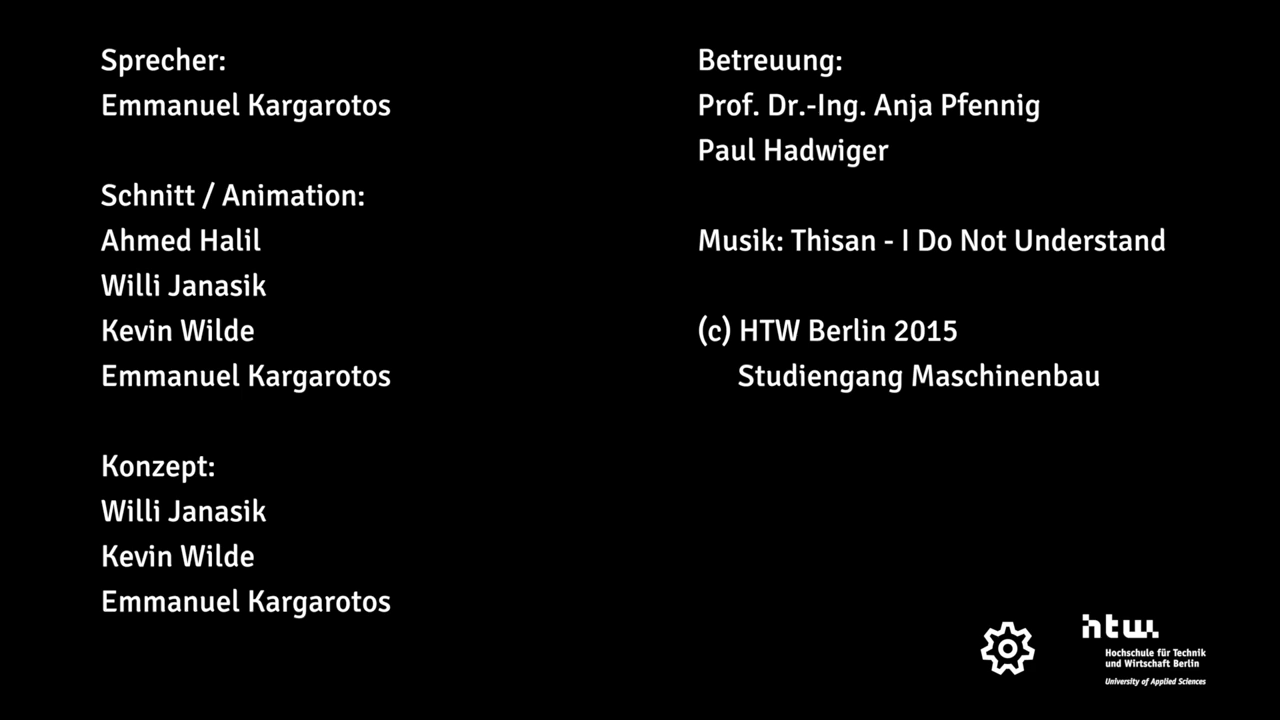 Sprecher:
Emmanuel Kargarotos
Schnitt / Animation:
Ahmed Halil
Willi Janasik
Kevin Wilde
Emmanuel Kargarotos
Konzept:
Willi Janasik
Kevin Wilde
Emmanuel Kargarotos
Betreuung:
Prof. Dr.-Ing. Anja Pfennig
Paul Hadwiger
Musik: Thisan - I Do Not Understand
(c) HTW Berlin 2015
Studiengang Maschinenbau
htw.
Hochschule für Technik
und Wirtschaft Berlin
University of Applied Sciences